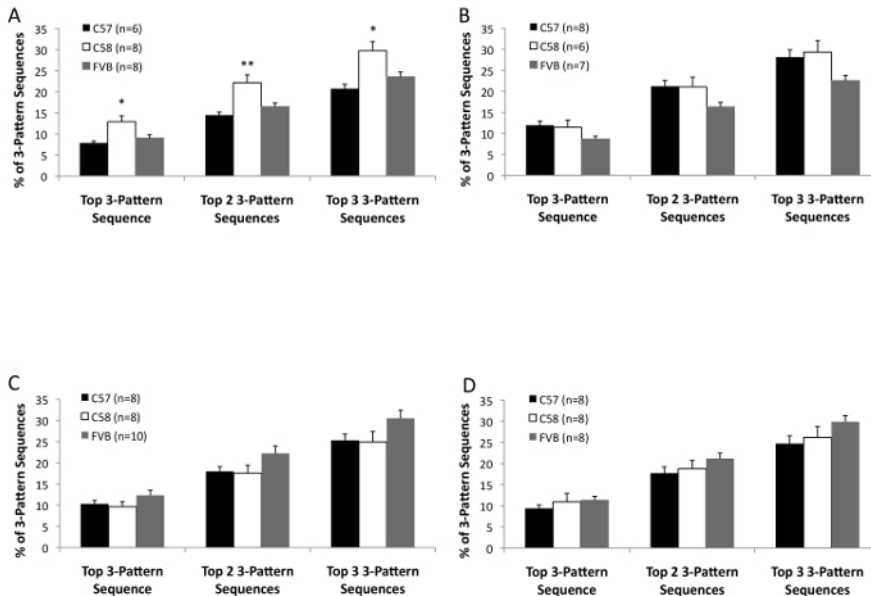 A
% of 3-Pattern Sequences
35
30
25
20
15
10
5
0
C57 (n=6)
C58 (n=8)
FVB (n=8)
*
**
*
Top 3-Pattern
Sequence
Top 2 3-Pattern
Sequences
Top 3 3-Pattern
Sequences
B
% of 3-Pattern Sequences
35
30
25
20
15
10
5
0
C57 (n=8)
C58 (n=6)
FVB (n=7)
Top 3-Pattern
Sequence
Top 2 3-Pattern
Sequences
Top 3 3-Pattern
Sequences
C
% of 3-Pattern Sequences
35
30
25
20
15
10
5
0
C57 (n=8)
C58 (n=8)
FVB (n=10)
Top 3-Pattern
Sequence
Top 2 3-Pattern
Sequences
Top 3 3-Pattern
Sequences
D
% of 3-Pattern Sequences
35
30
25
20
15
10
5
0
C57 (n=8)
C58 (n=8)
FVB (n=8)
Top 3-Pattern
Sequence
Top 2 3-Pattern
Sequences
Top 3 3-Pattern
Sequences